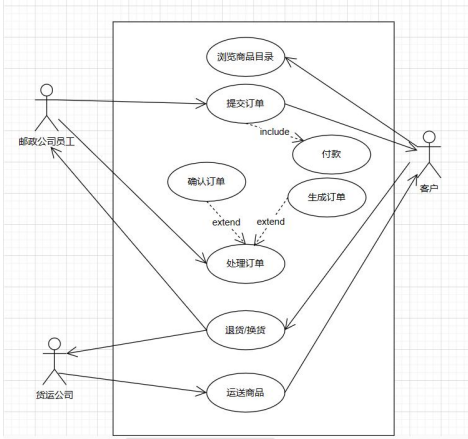 浏览商品目录
提交订单
邮政公司员工
include
付款
客户
确认订单
生成订单
extend
extend
处理订单
退货/换货
货运公司
运送商品